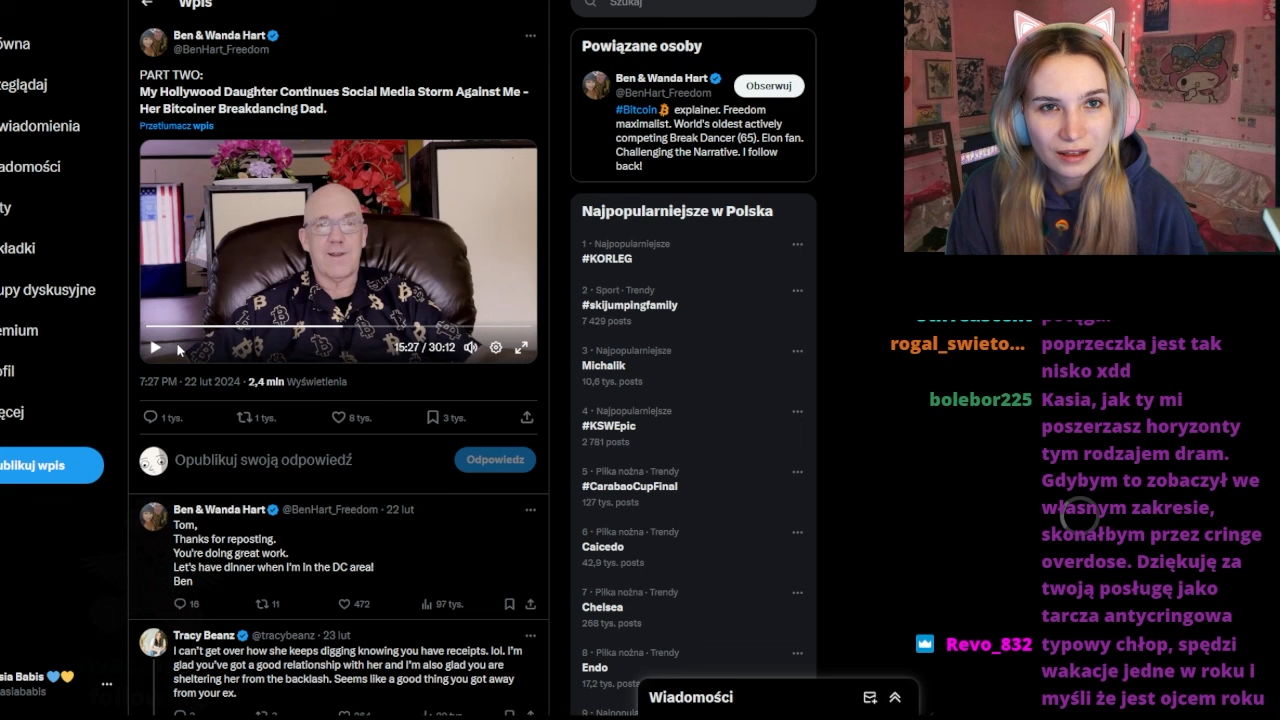 Wpis
ówna
zeglądaj
wiadomienia
adomości
ty
kładki
upy dyskusyjne
emium
ofil
ęcej
ublikuj wpis
sia Babis 💙💛
aslababis
Ben & Wanda Hart
@BenHart_Freedom
PART TWO:
My Hollywood Daughter Continues Social Media Storm Against Me -
Her Bitcoiner Breakdancing Dad.
Przetłumacz wpis
15:27 / 30:12
7:27 PM · 22 lut 2024 · 2,4 mln Wyświetlenia
1 tys.
1 tys.
8 tys.
3 tys.
Opublikuj swoją odpowiedź
Odpowiedz
Ben & Wanda Hart @BenHart_Freedom · 22 lut
Tom,
Thanks for reposting.
You're doing great work.
Let's have dinner when I'm in the DC area!
Ben
16
11
472
97 tys.
Tracy Beanz @tracybeanz · 23 lut
I can't get over how she keeps digging knowing you have receipts. lol. I'm
glad you've got a good relationship with her and I'm also glad you are
sheltering her from the backlash. Seems like a good thing you got away
from your ex.
Szukaj
Powiązane osoby
Ben & Wanda Hart
@BenHart_Freedom
Obserwuj
#Bitcoin explainer. Freedom
maximalist. World's oldest actively
competing Break Dancer (65). Elon fan.
Challenging the Narrative. I follow
back!
Najpopularniejsze w Polska
1 · Najpopularniejsze
#KORLEG
2 · Sport · Trendy
#skijumpingfamily
7 429 posts
3 · Najpopularniejsze
Michalik
10,6 tys. posts
4 · Najpopularniejsze
#KSWEpic
2 781 posts
5 · Piłka nożna · Trendy
#CarabaoCupFinal
127 tys. posts
6 · Piłka nożna · Trendy
Caicedo
42,9 tys. posts
7 · Piłka nożna · Trendy
Chelsea
268 tys. posts
8 · Piłka nożna · Trendy
Endo
17,2 tys. posts
Wiadomości
rogal_swieto... poprzeczka jest tak
nisko xdd
bolebor225 Kasia, jak ty mi
poszerzasz horyzonty
tym rodzajem dram.
Gdybym to zobaczył we
własnym zakresie,
skonałbym przez cringe
overdose. Dziękuję za
twoją posługę jako
tarcza antycringowa
Revo_832 typowy chłop, spędzi
wakacje jedne w roku i
myśli że jest ojcem roku